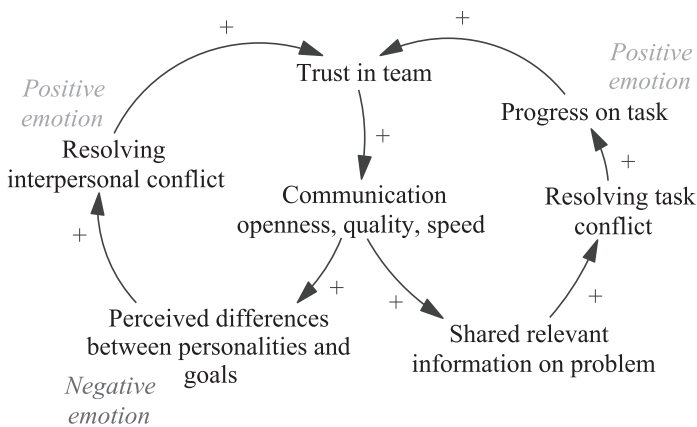 +
+
Trust in team
Positive
emotion
Positive
emotion
Progress on task
+
Resolving
interpersonal conflict
+
Communication
openness, quality, speed
Resolving task
conflict
+
+
+
+
Perceived differences
between personalities and
goals
Shared relevant
information on problem
Negative
emotion